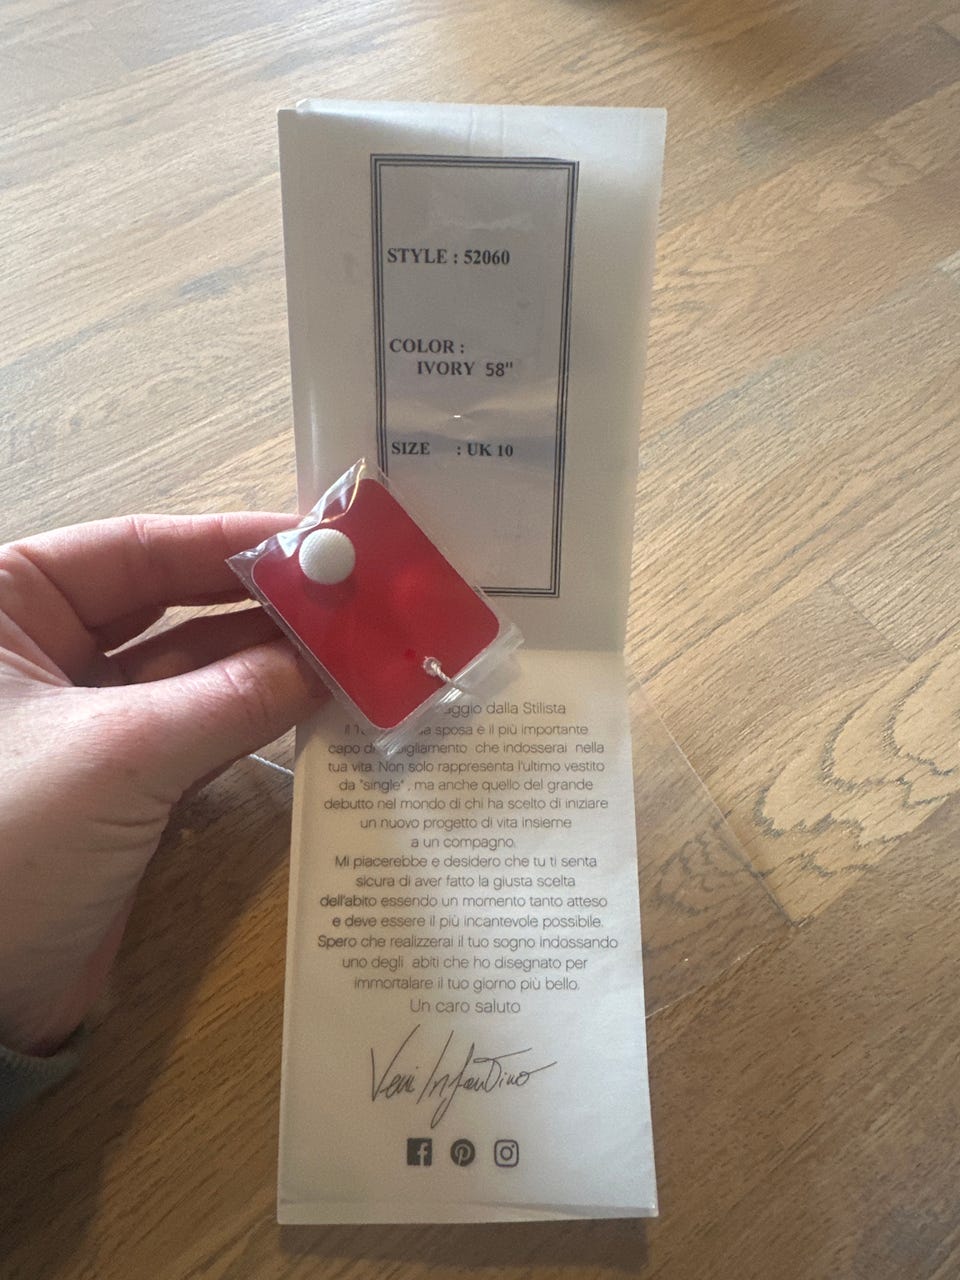 STYLE : 52060
COLOR :
IVORY 58"
SIZE : UK 10
dalla Stilista
sposa è il più importante
capo che indosserai nella
tua vita. Non solo rappresenta l'ultimo vestito
da "single" , ma anche quello del grande
debutto nel mondo di chi ha scelto di iniziare
un nuovo progetto di vita insieme
a un compagno.
Mi piacerebbe e desidero che tu ti senta
sicura di aver fatto la giusta scelta
dell'abito essendo un momento tanto atteso
e deve essere il più incantevole possibile.
Spero che realizzerai il tuo sogno indossando
uno degli abiti che ho disegnato per
immortalare il tuo giorno più bello.
Un caro saluto
Veni Infantino